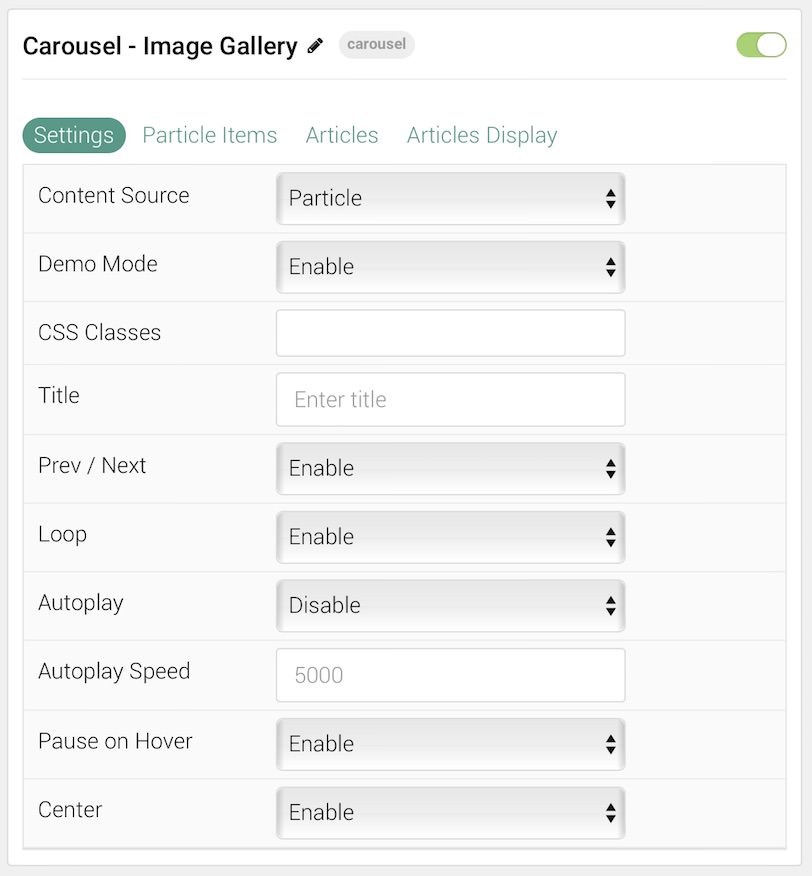 Carousel - Image Gallery carousel
Settings Particle Items Articles Articles Display
Content Source Particle
Demo Mode Enable
CSS Classes
Title Enter title
Prev / Next Enable
Loop Enable
Autoplay Disable
Autoplay Speed 5000
Pause on Hover Enable
Center Enable